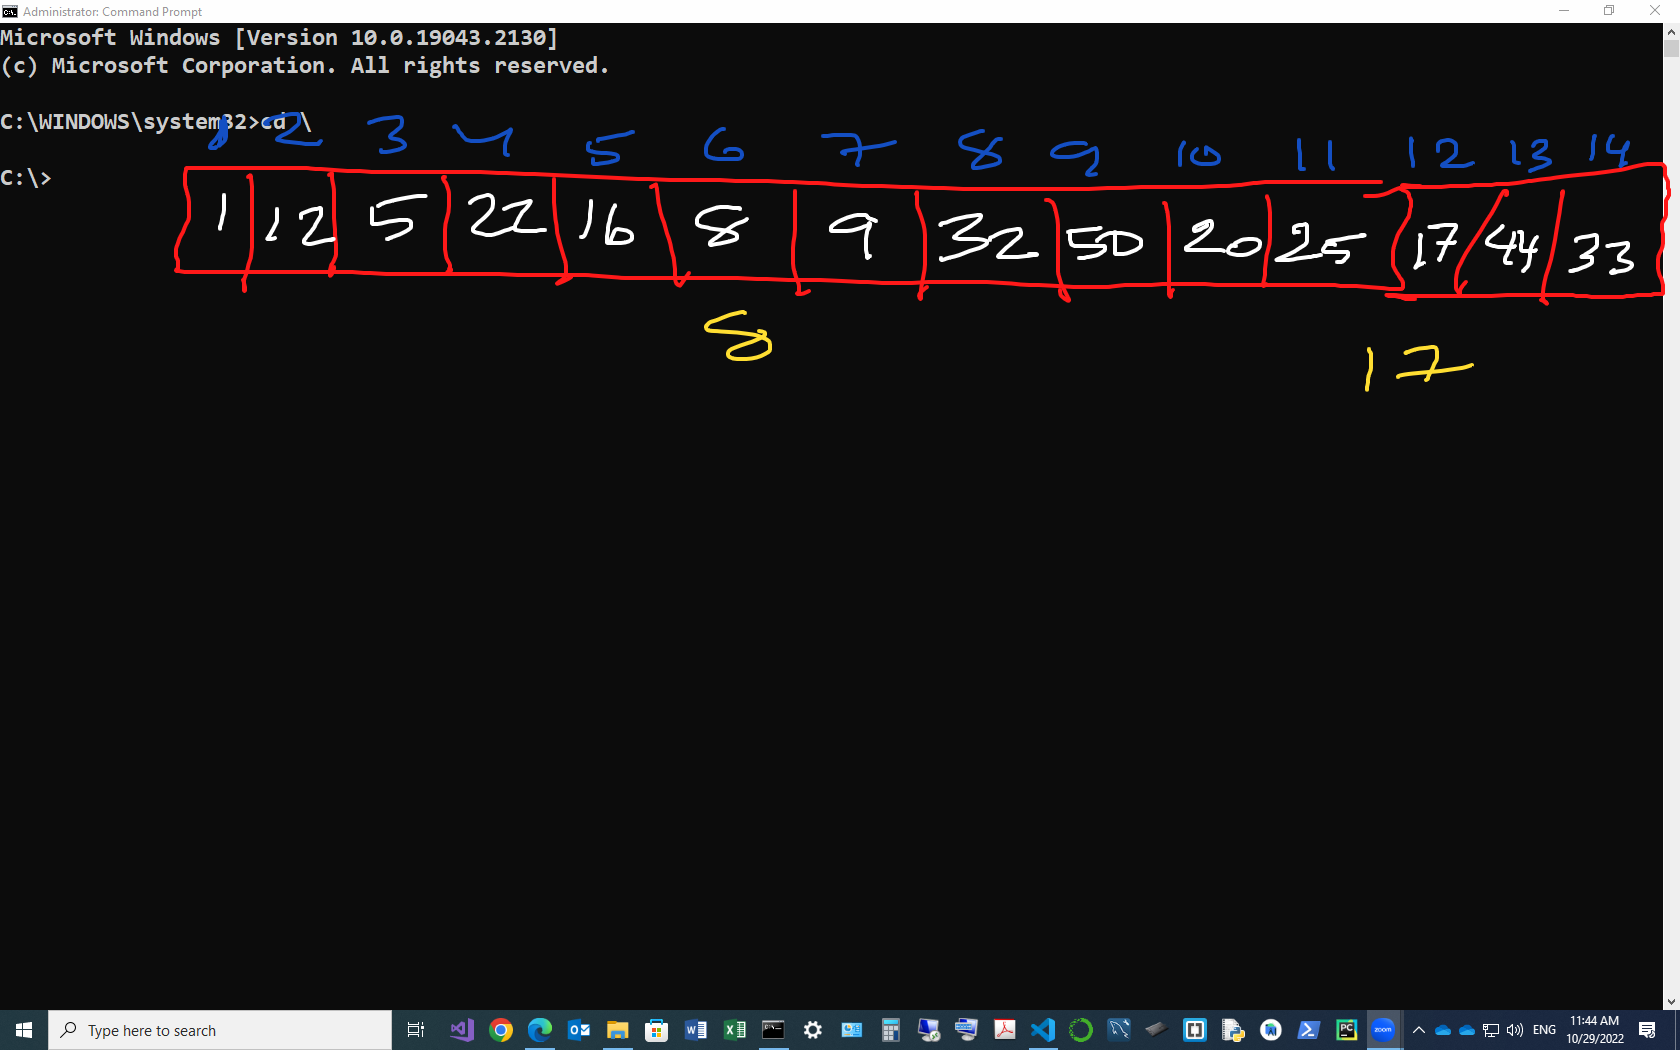 Administrator: Command Prompt
Microsoft Windows [Version 10.0.19043.2130]
(c) Microsoft Corporation. All rights reserved.
C:\WINDOWS\system32>cd \
1 2 3 4 5 6 7 8 9 10 11 12 13 14
C:\>
1 12 5 22 16 8 9 32 50 20 25 17 44 33
8
17
Type here to search
ENG
11:44 AM
10/29/2022
zoom